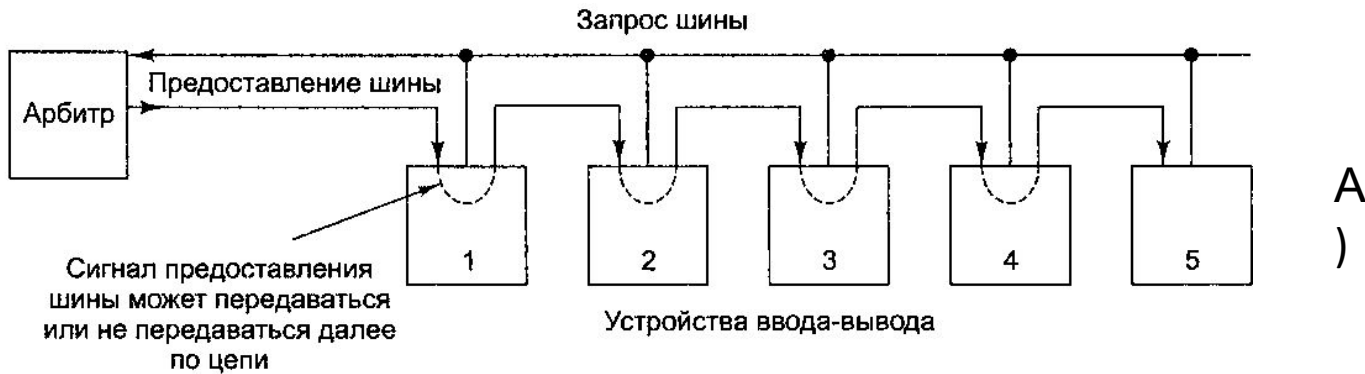 Запрос шины
Предоставление шины
Арбитр
1
2
3
4
5
А
)
Сигнал предоставления
шины может передаваться
или не передаваться далее
по цепи
Устройства ввода-вывода